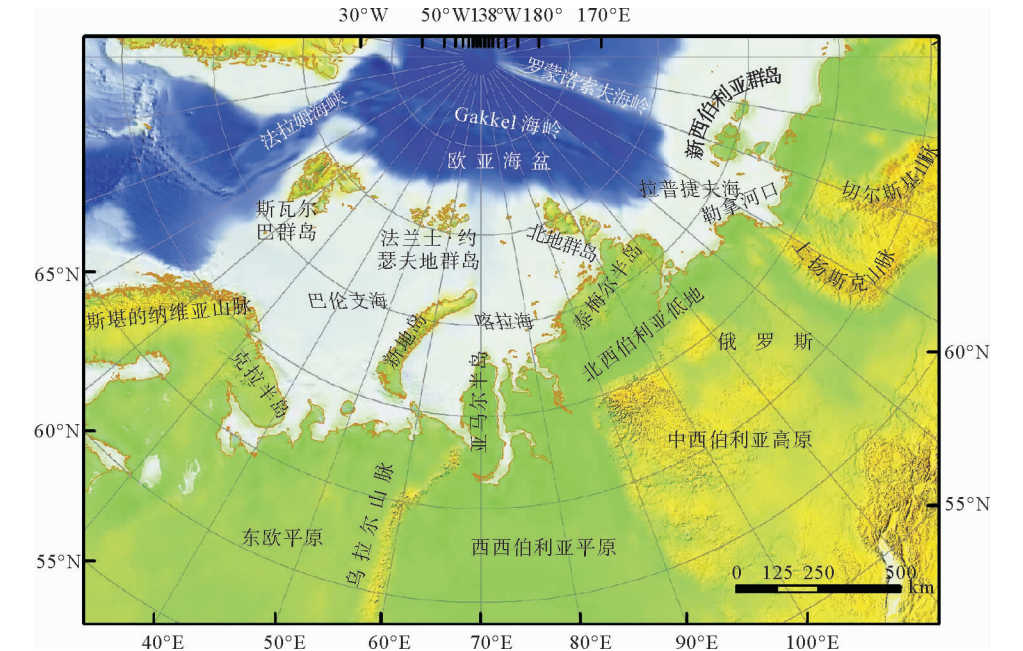 30°W 50°W138°W180° 170°E
罗蒙诺索夫海岭
新西伯利亚群岛
法拉姆海峡
Gakkel 海岭
欧亚海盆
切尔斯基山脉
拉普捷夫海
勒拿河口
斯瓦尔
巴群岛
法兰士·约
瑟夫地群岛
北地群岛
泰梅尔半岛
上扬斯克山脉
65°N
巴伦支海
斯堪的纳维亚山脉
新地岛
喀拉海
北西伯利亚低地
俄罗斯
60°N
克拉半岛
亚马尔半岛
60°N
中西伯利亚高原
乌拉尔山脉
55°N
东欧平原
西西伯利亚平原
55°N
0 125 250 500
km
40°E 50°E 60°E 70°E 80°E 90°E 100°E